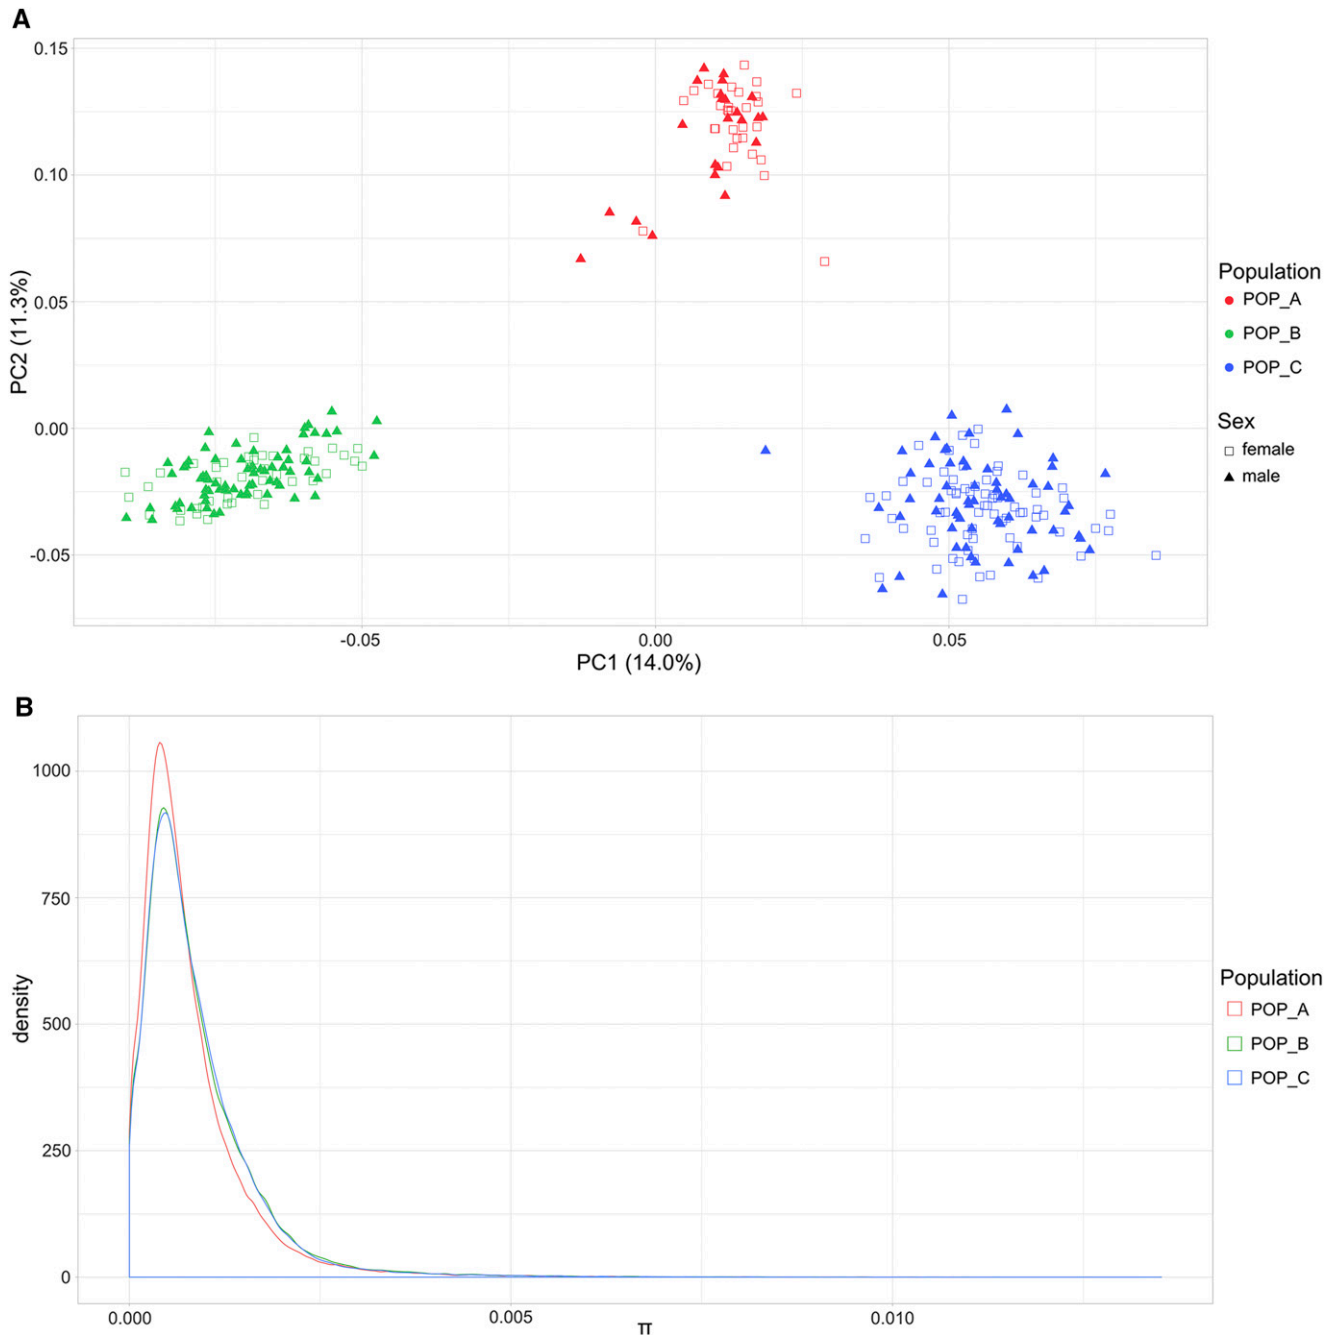 A
0.15
0.10
0.05
0.00
-0.05
PC2 (11.3%)
-0.05
0.00
0.05
PC1 (14.0%)
Population
POP_A
POP_B
POP_C
Sex
female
male
B
1000
750
500
250
0
density
0.000
0.005
0.010
π
Population
POP_A
POP_B
POP_C